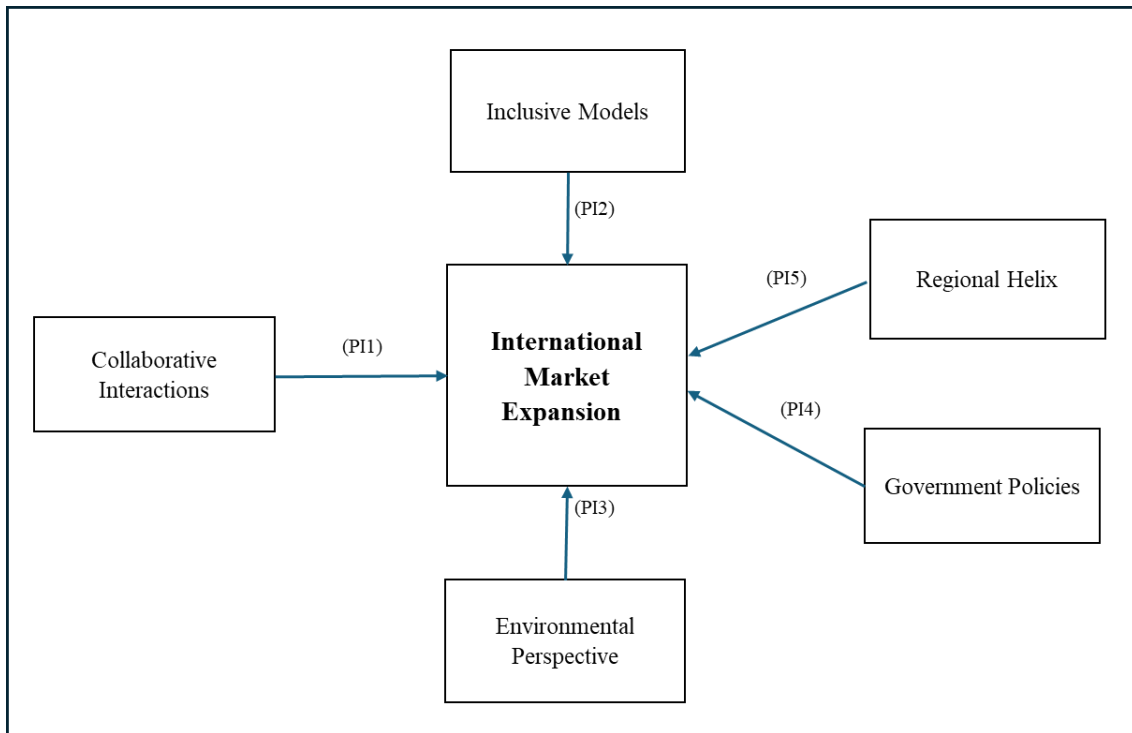 Inclusive Models
(PI2)
Regional Helix
(PI5)
International
Market
Expansion
(PI1)
Collaborative
Interactions
(PI4)
Government Policies
(PI3)
Environmental
Perspective